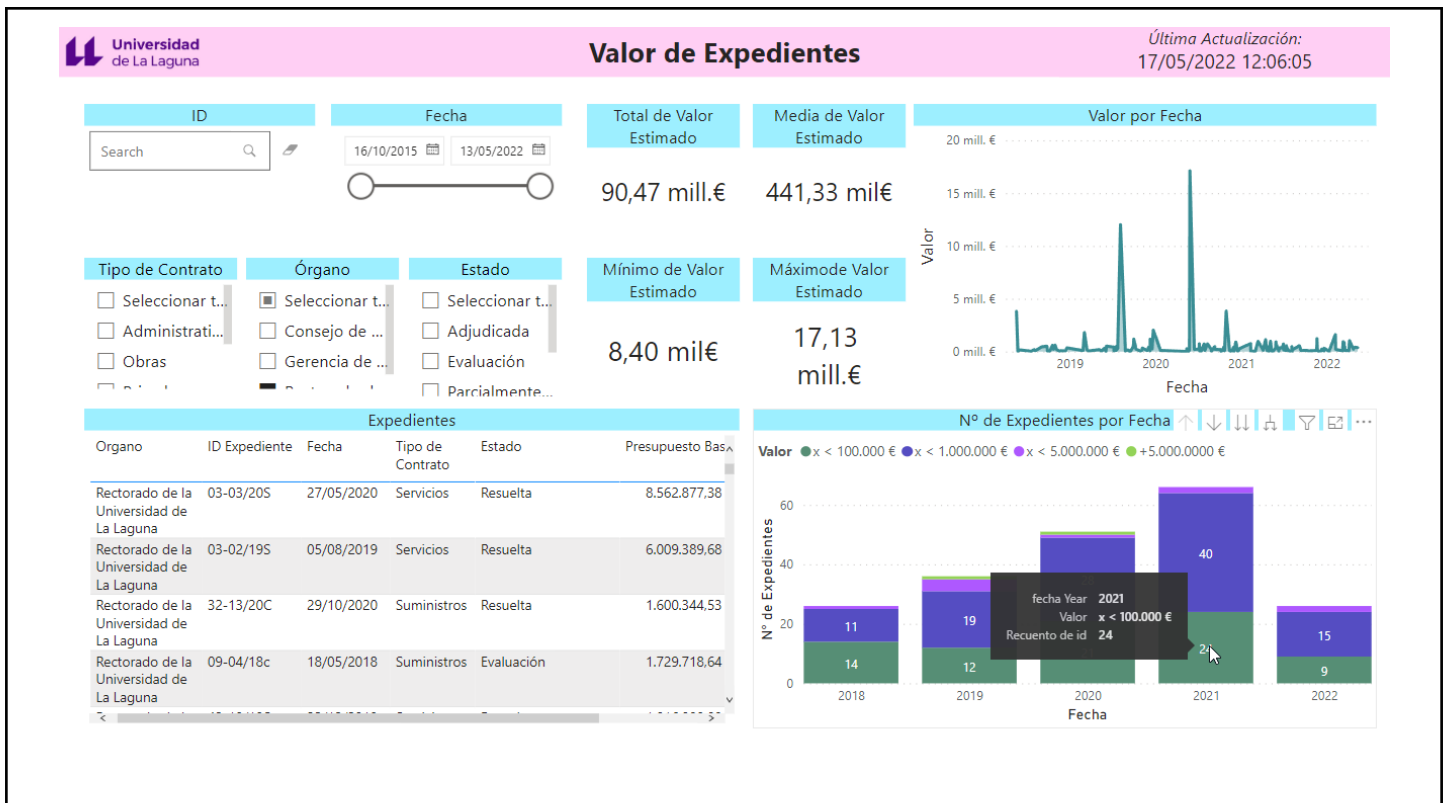 Universidad
de La Laguna
Valor de Expedientes
Última Actualización:
17/05/2022 12:06:05
ID
Search
Fecha
16/10/2015
13/05/2022
Total de Valor
Estimado
90,47 mill.€
Media de Valor
Estimado
441,33 mil€
Valor por Fecha
20 mill. €
15 mill. €
10 mill. €
5 mill. €
0 mill. €
Valor
2019 2020 2021 2022
Fecha
Tipo de Contrato
Seleccionar t...
Administrati...
Obras
Órgano
Seleccionar t...
Consejo de ...
Gerencia de ...
Estado
Seleccionar t...
Adjudicada
Evaluación
Parcialmente...
Mínimo de Valor
Estimado
8,40 mil€
Máximode Valor
Estimado
17,13
mill.€
Expedientes
Organo ID Expediente Fecha Tipo de Contrato Estado Presupuesto Bas
Rectorado de la Universidad de La Laguna 03-03/20S 27/05/2020 Servicios Resuelta 8.562.877,38
Rectorado de la Universidad de La Laguna 03-02/19S 05/08/2019 Servicios Resuelta 6.009.389,68
Rectorado de la Universidad de La Laguna 32-13/20C 29/10/2020 Suministros Resuelta 1.600.344,53
Rectorado de la Universidad de La Laguna 09-04/18c 18/05/2018 Suministros Evaluación 1.729.718,64
Nº de Expedientes por Fecha
Valor x < 100.000 € x < 1.000.000 € x < 5.000.000 € +5.000.0000 €
N° de Expedientes
60
40
20
0
11
14
19
12
40
24
15
9
fecha Year 2021
Valor x < 100.000 €
Recuento de id 24
2018 2019 2020 2021 2022
Fecha